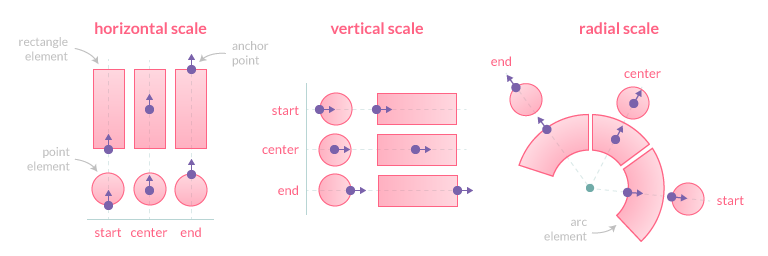 horizontal scale
rectangle
element
anchor
point
point
element
start center end
vertical scale
start
center
end
radial scale
end
center
start
arc
element